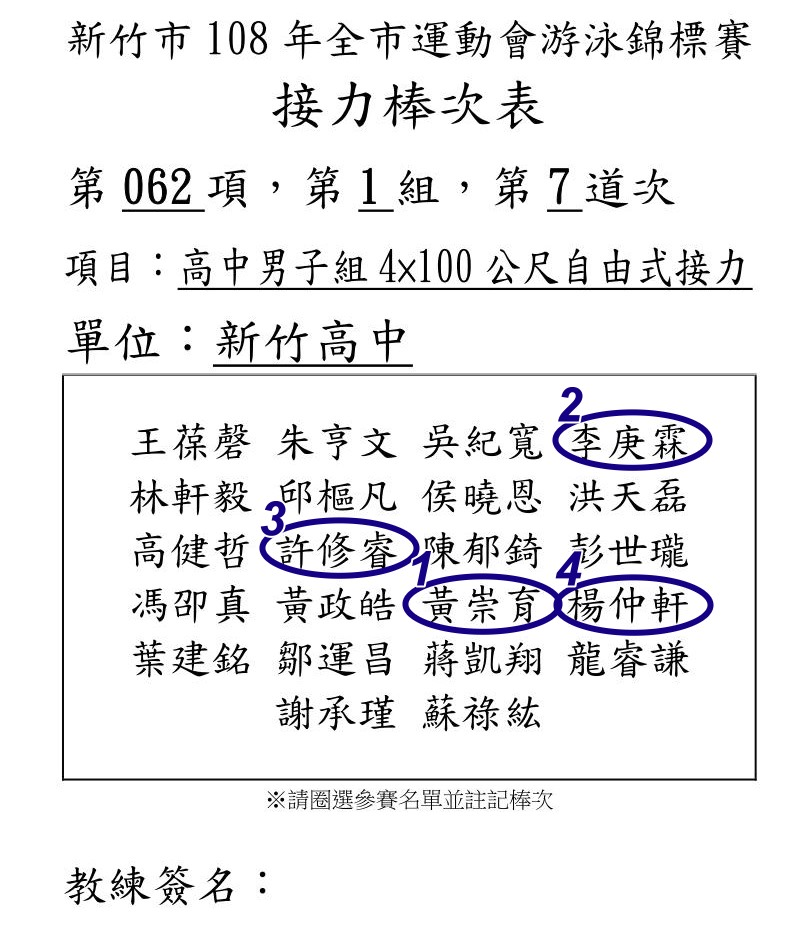 新竹市 108 年全市運動會游泳錦標賽
接力棒次表
第 062 項，第 1 組，第 7 道次
項目：高中男子組 4×100 公尺自由式接力
單位：新竹高中
2
王葆磬 朱亨文 吳紀寬 李庚霖
林軒毅 邱樞凡 侯曉恩 洪天磊
3
高健哲 許修睿 陳郁錡 彭世瓏
1 4
馮卲真 黃政皓 黃崇育 楊仲軒
葉建銘 鄒運昌 蔣凱翔 龍睿謙
謝承瑾 蘇祿紘
※請圈選參賽名單並註記棒次
教練簽名：